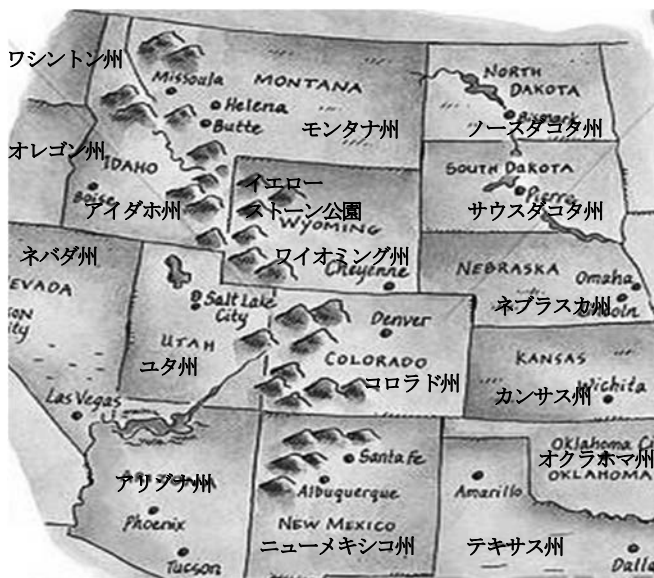 ワシントン州
Missoula
MONTANA
Helena
Butte
モンタナ州
NORTH
DAKOTA
Bismark
ノースダコタ州
オレゴン州
IDAHO
Boise
アイダホ州
イエロー
ストーン公園
WYOMING
ワイオミング州
Cheyenne
SOUTH DAKOTA
Pierre
サウスダコタ州
ネバダ州
NEVADA
Salt Lake
City
UTAH
ユタ州
NEBRASKA
Omaha
Lincoln
ネブラスカ州
Denver
COLORADO
コロラド州
KANSAS
カンサス州
Wichita
Las Vegas
ARIZONA
アリゾナ州
Phoenix
Tucson
Santa Fe
Albuquerque
NEW MEXICO
ニューメキシコ州
Amarillo
テキサス州
オクラホマ州
OKLAHOMA